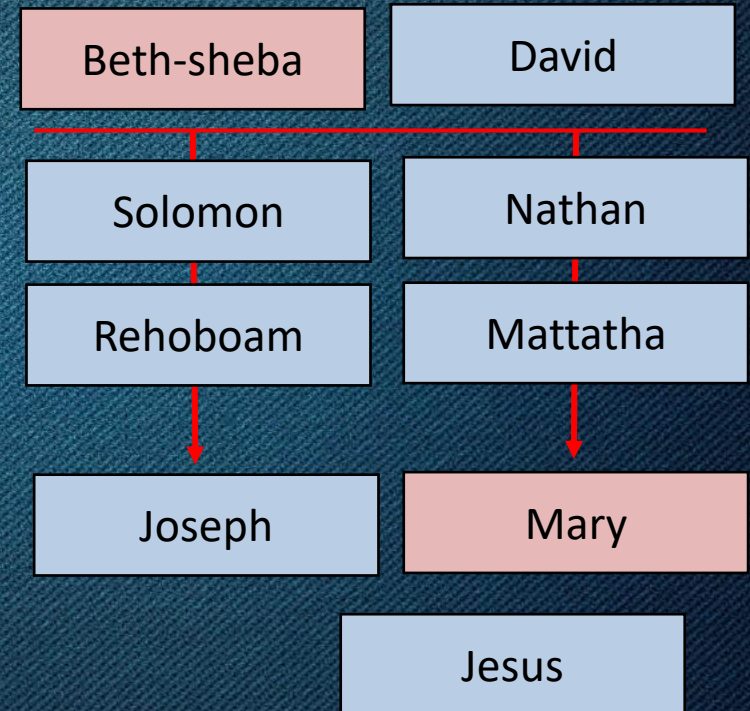 Beth-sheba
David
Solomon
Nathan
Rehoboam
Mattatha
Joseph
Mary
Jesus